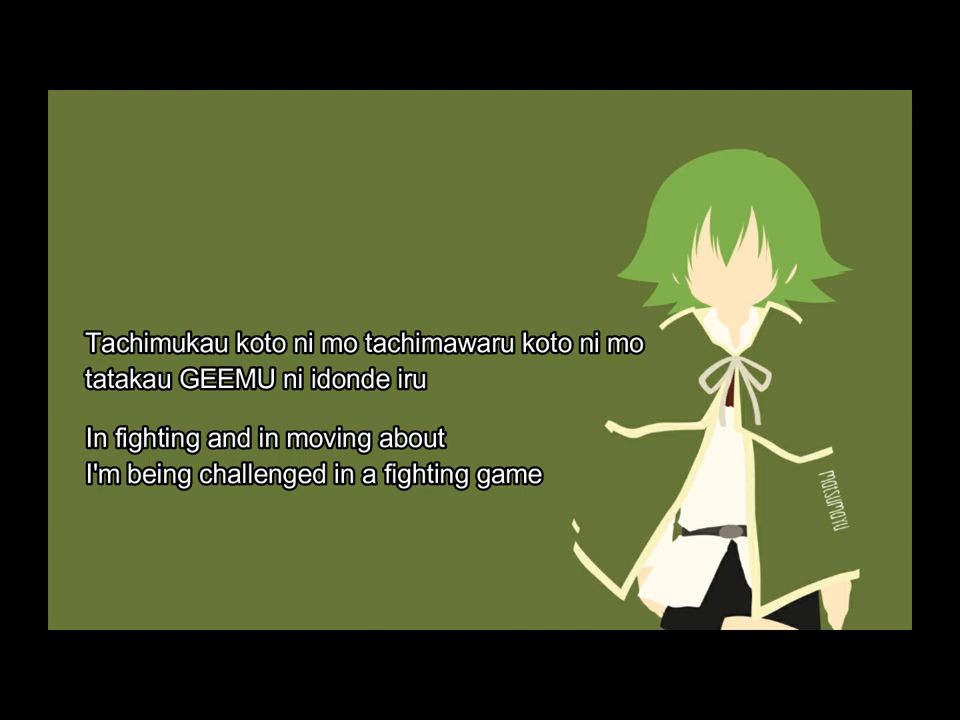 Tachimukau koto ni mo tachimawaru koto ni mo
tatakau GEEMU ni idonde iru
In fighting and in moving about
I'm being challenged in a fighting game
matsumayu